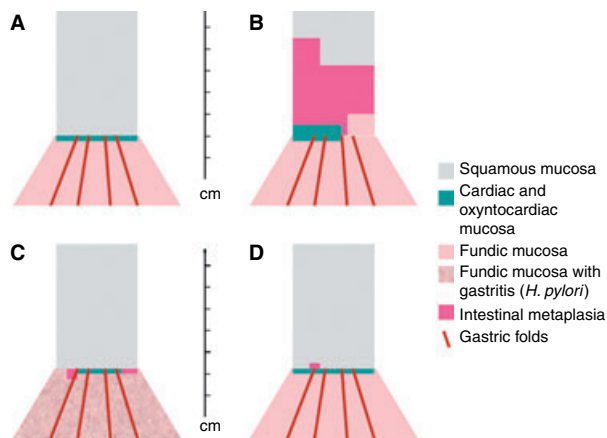 A
B
cm
C
D
cm
Squamous mucosa
Cardiac and
oxyntocardiac
mucosa
Fundic mucosa
Fundic mucosa with
gastritis (H. pylori)
Intestinal metaplasia
Gastric folds